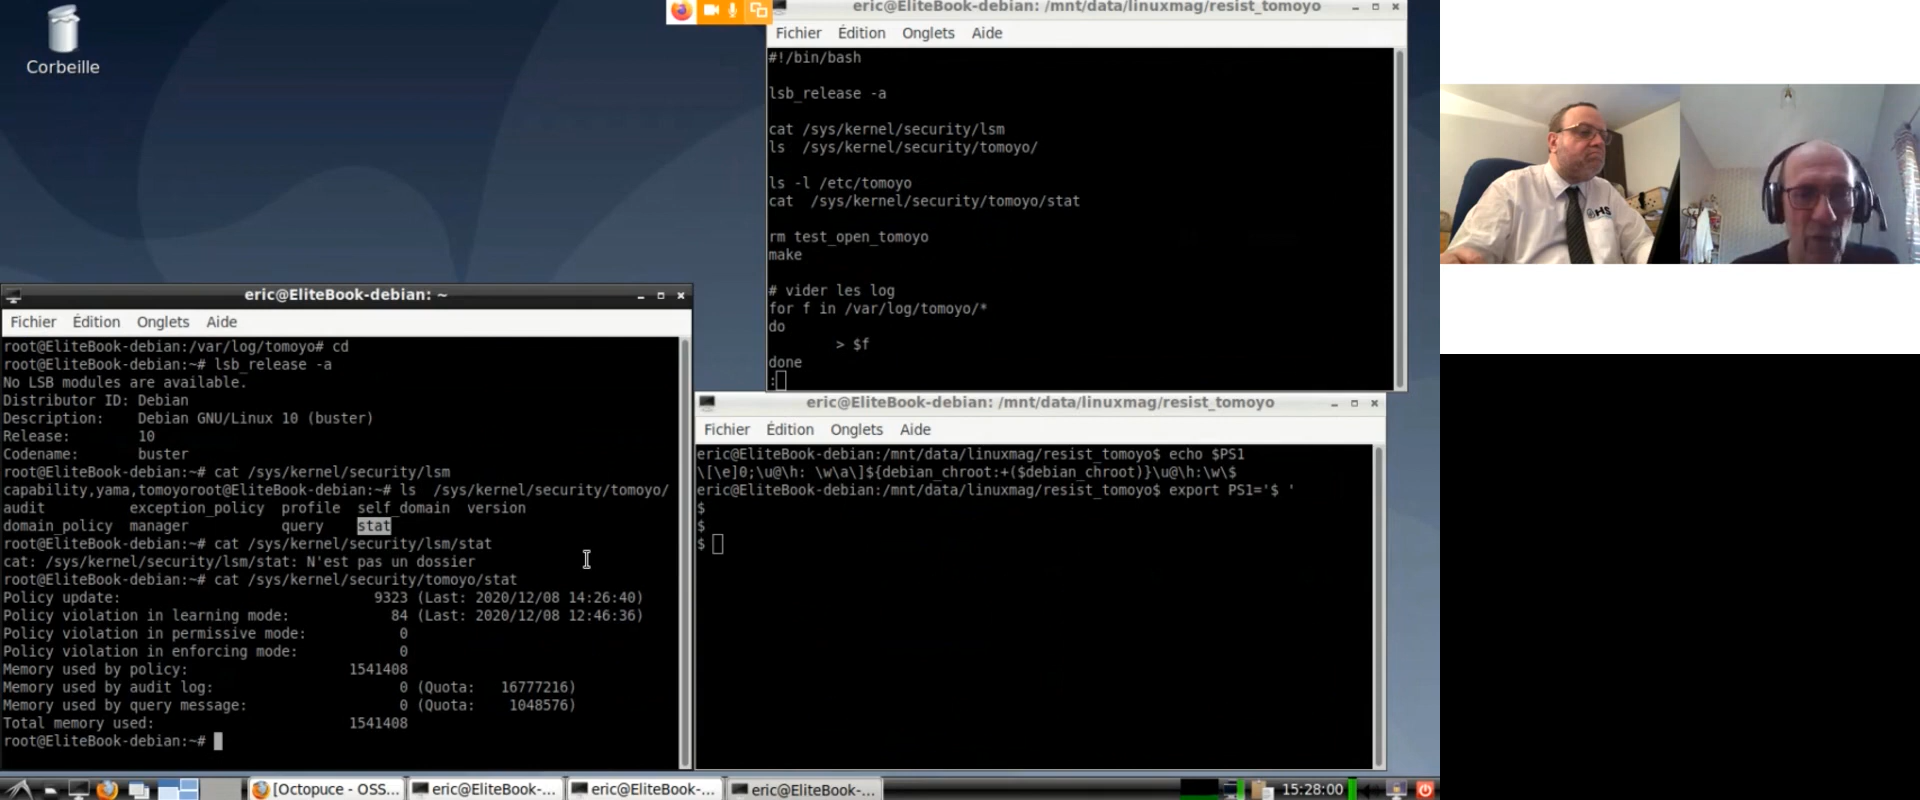 Corbeille
eric@EliteBook-debian: /mnt/data/linuxmag/resist_tomoyo
Fichier Édition Onglets Aide
#!/bin/bash
lsb_release -a
cat /sys/kernel/security/lsm
ls  /sys/kernel/security/tomoyo/
ls -l /etc/tomoyo
cat  /sys/kernel/security/tomoyo/stat
rm test_open_tomoyo
make
# vider les log
for f in /var/log/tomoyo/*
do
        > $f
done
:
eric@EliteBook-debian: ~
Fichier Édition Onglets Aide
root@EliteBook-debian:/var/log/tomoyo# cd
root@EliteBook-debian:~# lsb_release -a
No LSB modules are available.
Distributor ID: Debian
Description:    Debian GNU/Linux 10 (buster)
Release:        10
Codename:       buster
root@EliteBook-debian:~# cat /sys/kernel/security/lsm
capability,yama,tomoyoroot@EliteBook-debian:~# ls  /sys/kernel/security/tomoyo/
audit          exception_policy  profile  self_domain  version
domain_policy  manager           query    stat
root@EliteBook-debian:~# cat /sys/kernel/security/lsm/stat
cat: /sys/kernel/security/lsm/stat: N'est pas un dossier
root@EliteBook-debian:~# cat /sys/kernel/security/tomoyo/stat
Policy update:                              9323 (Last: 2020/12/08 14:26:40)
Policy violation in learning mode:            84 (Last: 2020/12/08 12:46:36)
Policy violation in permissive mode:           0
Policy violation in enforcing mode:            0
Memory used by policy:                   1541408
Memory used by audit log:                      0 (Quota:   16777216)
Memory used by query message:                  0 (Quota:    1048576)
Total memory used:                       1541408
root@EliteBook-debian:~#
eric@EliteBook-debian: /mnt/data/linuxmag/resist_tomoyo
Fichier Édition Onglets Aide
eric@EliteBook-debian:/mnt/data/linuxmag/resist_tomoyo$ echo $PS1
\[\e]0;\u@\h: \w\a\]${debian_chroot:+($debian_chroot)}\u@\h:\w\$
eric@EliteBook-debian:/mnt/data/linuxmag/resist_tomoyo$ export PS1='$ '
$
$
$
HS
[Octopuce - OSS...
eric@EliteBook-...
eric@EliteBook-...
eric@EliteBook-...
15:28:00